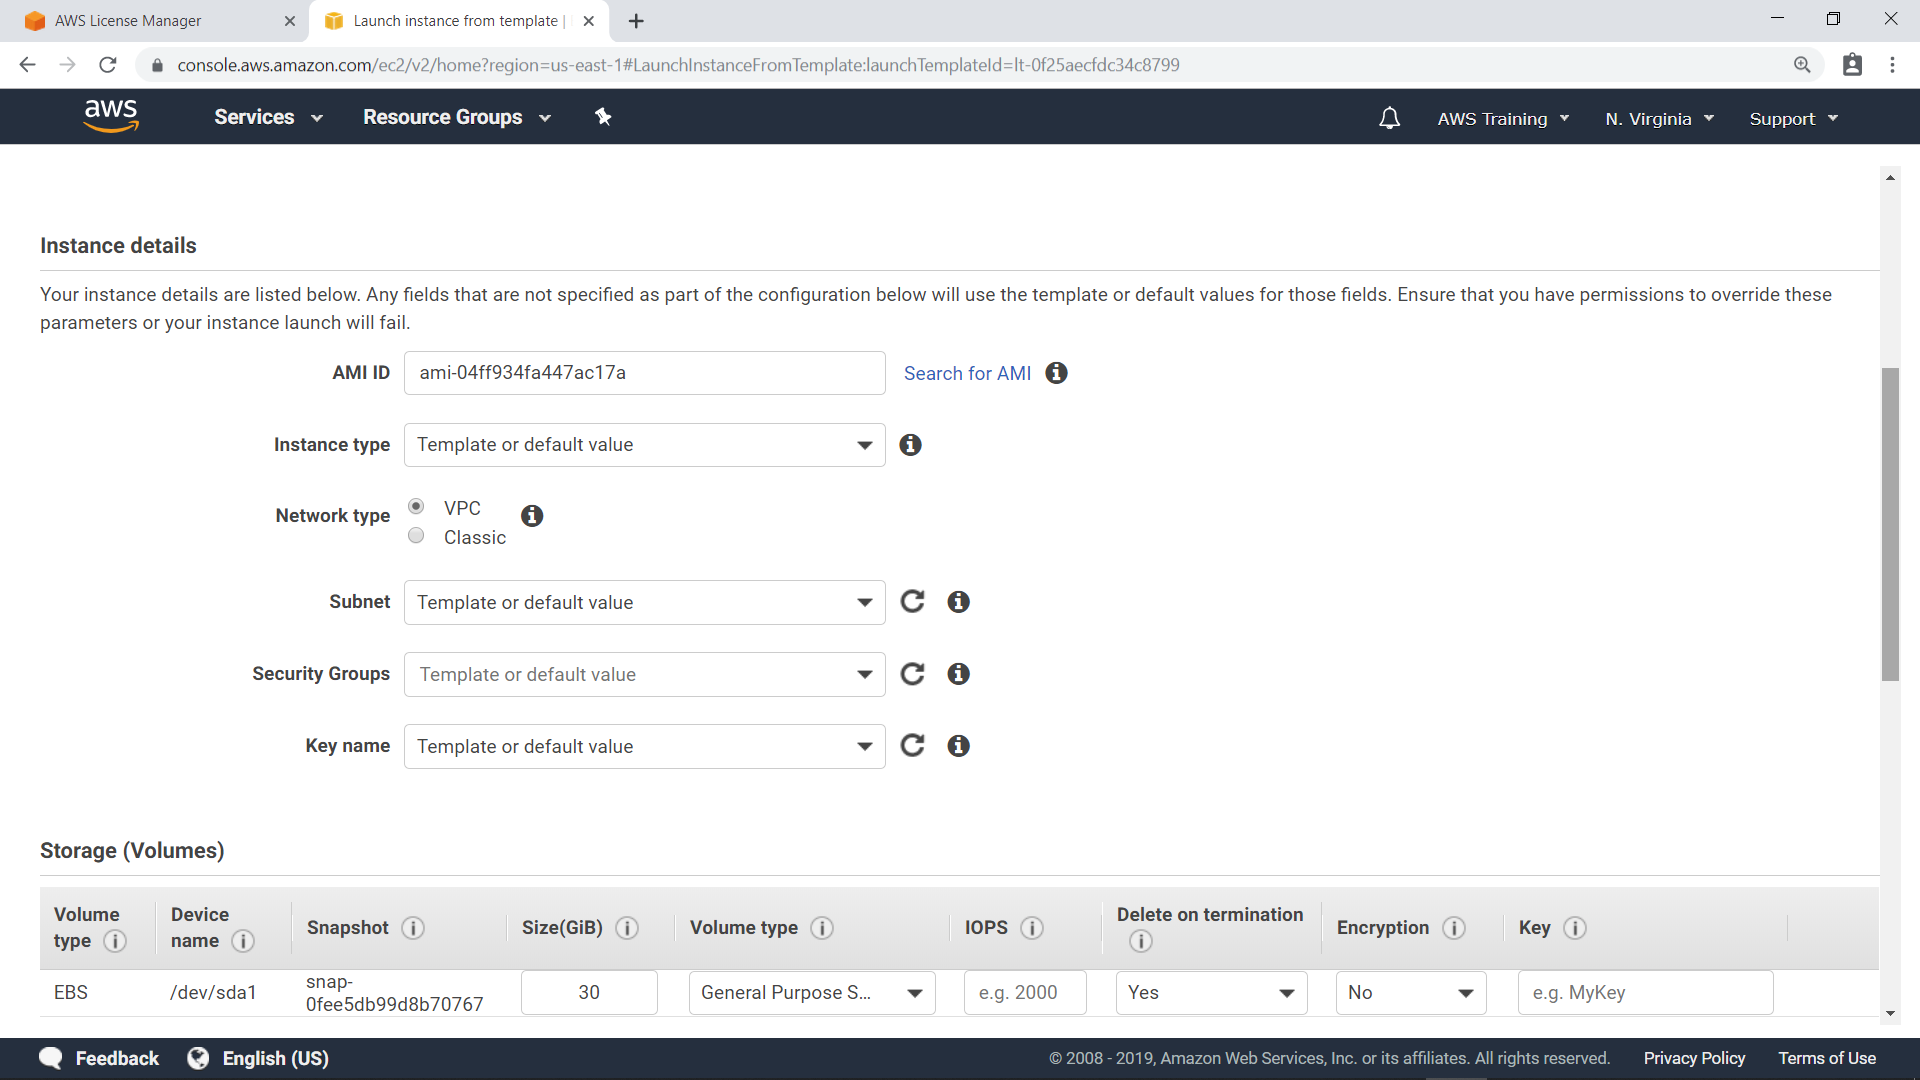 AWS License Manager
Launch instance from template |
console.aws.amazon.com/ec2/v2/home?region=us-east-1#LaunchInstanceFromTemplate:launchTemplateId=lt-0f25aecfdc34c8799
aws Services Resource Groups AWS Training N. Virginia Support
Instance details
Your instance details are listed below. Any fields that are not specified as part of the configuration below will use the template or default values for those fields. Ensure that you have permissions to override these
parameters or your instance launch will fail.
AMI ID ami-04ff934fa447ac17a Search for AMI
Instance type Template or default value
Network type VPC
Classic
Subnet Template or default value
Security Groups Template or default value
Key name Template or default value
Storage (Volumes)
Volume type Device name Snapshot Size(GiB) Volume type IOPS Delete on termination Encryption Key
EBS /dev/sda1 snap-0fee5db99d8b70767 30 General Purpose S... e.g. 2000 Yes No e.g. MyKey
Feedback English (US) © 2008 - 2019, Amazon Web Services, Inc. or its affiliates. All rights reserved. Privacy Policy Terms of Use